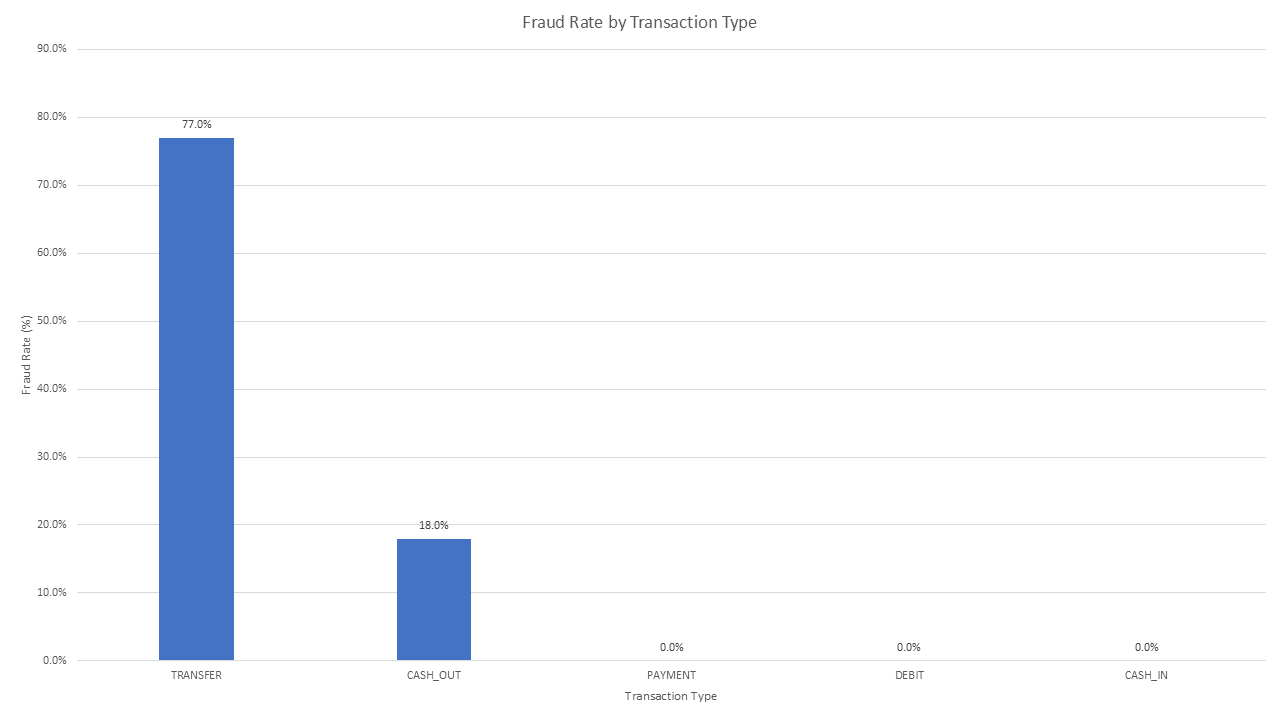 Fraud Rate by Transaction Type
90.0%
80.0%
70.0%
60.0%
50.0%
40.0%
30.0%
20.0%
10.0%
0.0%
Fraud Rate (%)
77.0%
18.0%
0.0%
0.0%
0.0%
TRANSFER
CASH_OUT
PAYMENT
DEBIT
CASH_IN
Transaction Type